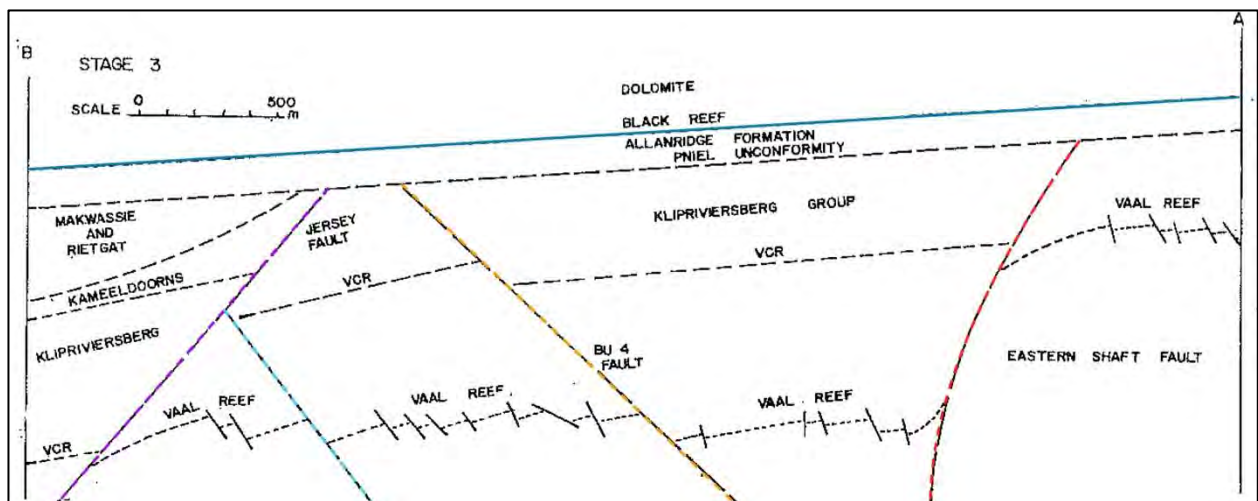 B
A
STAGE 3
SCALE 0 500
m
DOLOMITE
BLACK REEF
ALLANRIDGE FORMATION
PNIEL UNCONFORMITY
MAKWASSIE
AND
RIETGAT
JERSEY
FAULT
KLIPRIVIERSBERG GROUP
VAAL REEF
VCR
VCR
KAMEELDOORNS
KLIPRIVIERSBERG
BU 4
FAULT
EASTERN SHAFT FAULT
VAAL REEF
VAAL REEF
VAAL REEF
VCR